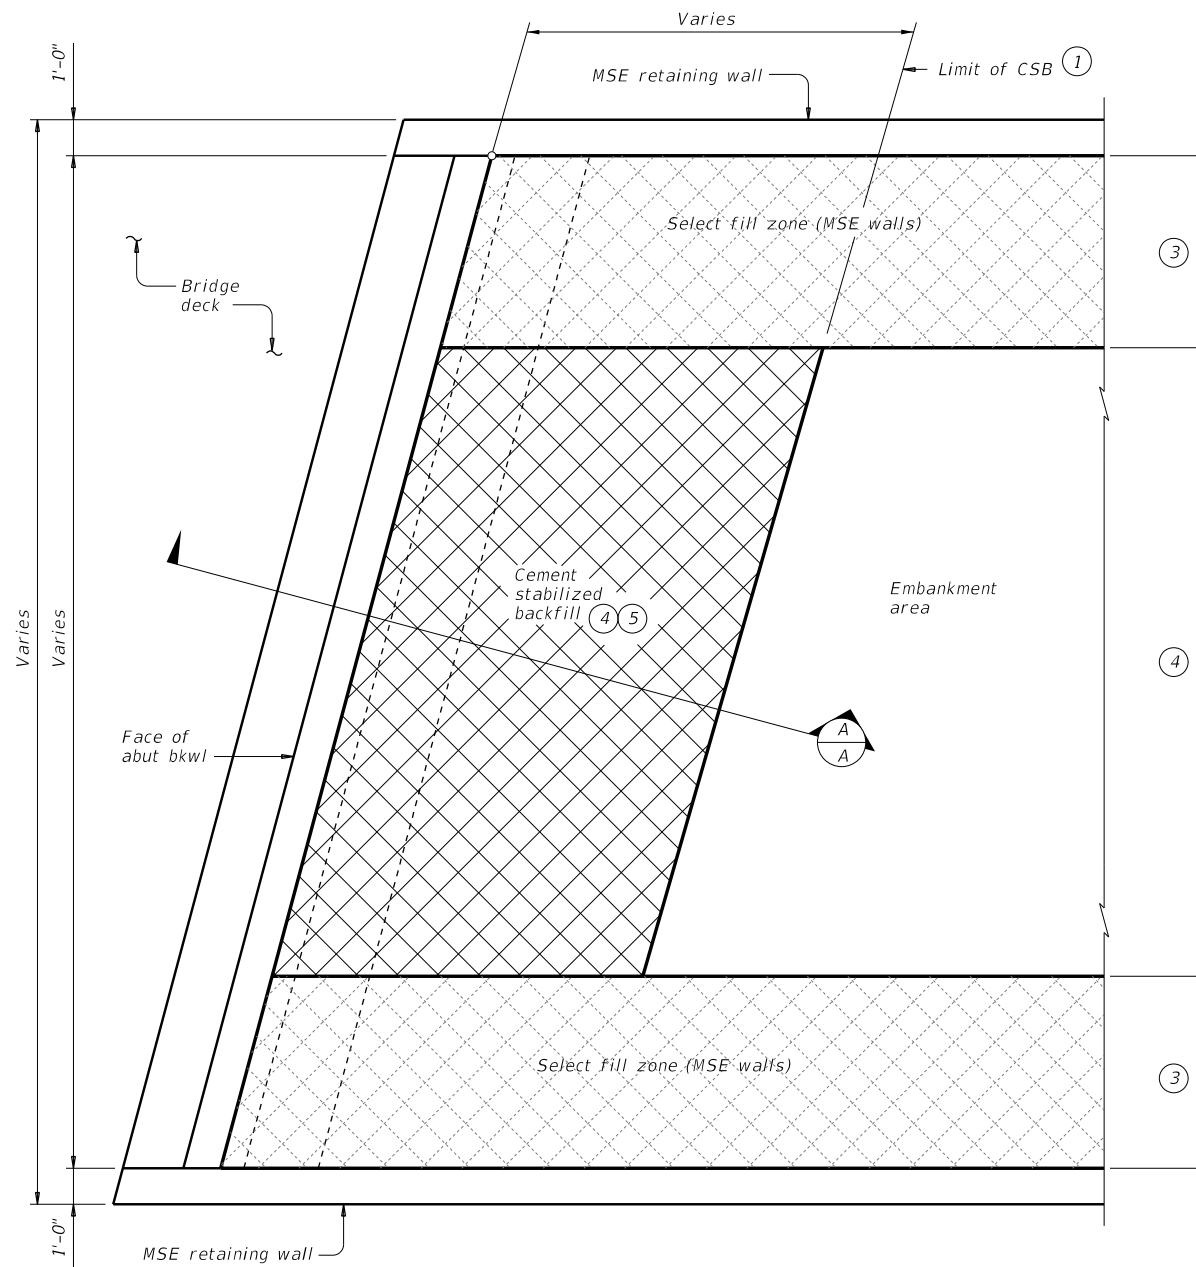 Varies
1'-0"
MSE retaining wall
Limit of CSB 1
Select fill zone (MSE walls)
3
Bridge
deck
Cement
stabilized
backfill 4 5
Embankment
area
Varies
Varies
4
Face of
abut bkwl
A
A
Select fill zone (MSE walls)
3
1'-0"
MSE retaining wall